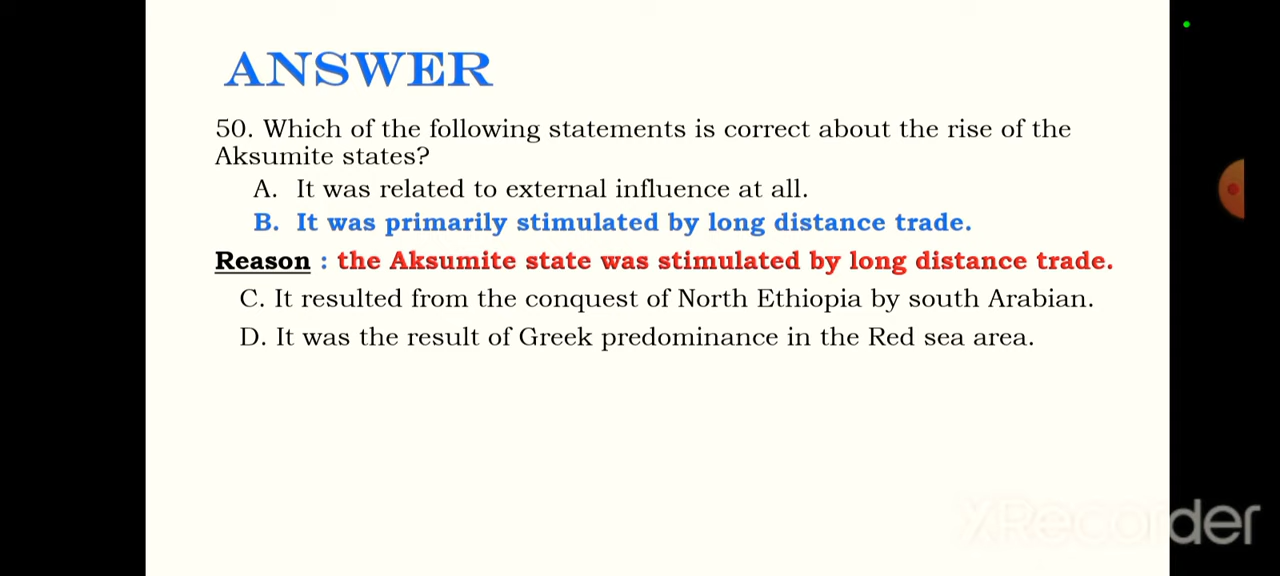 ANSWER
50. Which of the following statements is correct about the rise of the
Aksumite states?
A. It was related to external influence at all.
B. It was primarily stimulated by long distance trade.
Reason : the Aksumite state was stimulated by long distance trade.
C. It resulted from the conquest of North Ethiopia by south Arabian.
D. It was the result of Greek predominance in the Red sea area.
XRecorder